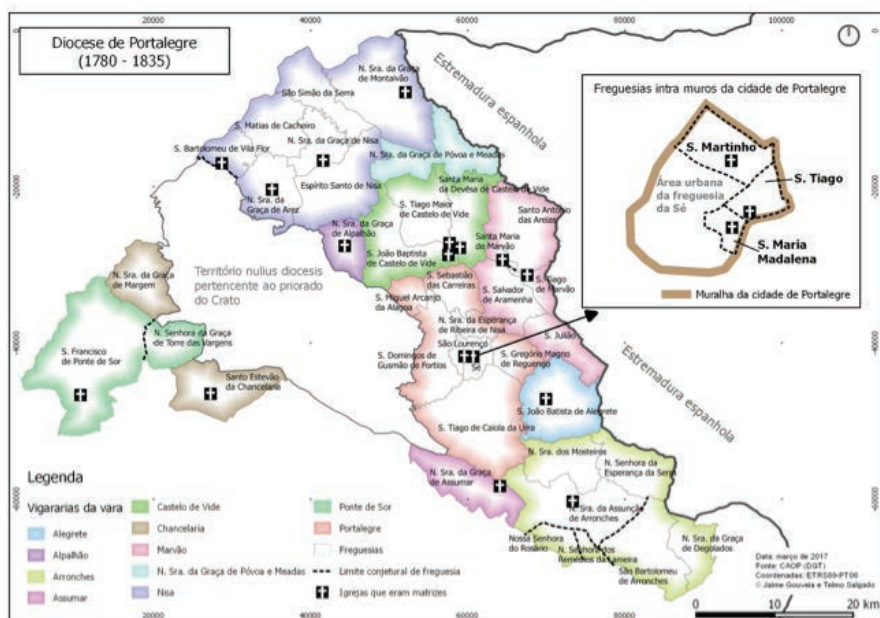 20000
40000
60000
80000
100000
0
-20000
-40000
-60000
Diocese de Portalegre
(1780 - 1835)
Estremadura espanhola
N. Sra. da Graça
de Montalvão
São Simão da Serra
S. Matias de Cacheiro
N. Sra. da Graça de Nisa
S. Bartolomeu de Vila Flor
N. Sra. da Graça de Póvoa e Meadas
Espírito Santo de Nisa
N. Sra. da
Graça de Arez
Santa Maria
da Devêsa de Castelo de Vide
S. Tiago Maior
de Castelo de Vide
Santo António
das Areias
N. Sra. da Graça
de Alpalhão
S. João Baptista
de Castelo de Vide
Santa Maria
de Marvão
Território nulius diocesis
pertencente ao priorado
do Crato
S. Sebastião
das Carreiras
S. Tiago
de Marvão
S. Salvador
de Aramenha
N. Sra. da Graça
de Margem
S. Miguel Arcanjo
da Alagoa
N. Sra. da Esperança
de Ribeira de Nisa
S. Julião
N. Senhora da Graça
de Torre das Vargens
São Lourenço
Sé
S. Gregório Magno
de Reguengo
S. Francisco
de Ponte de Sor
S. Domingos de
Gusmão de Fortios
Estremadura espanhola
Santo Estevão
da Chancelaria
S. João Batista de Alegrete
S. Tiago de Caiola da Urra
N. Sra. dos Mosteiros
N. Senhora da
Esperança da Serra
N. Sra. da Graça
de Assumar
N. Sra. da Assunção
de Arronches
Nossa Senhora
do Rosário
N. Senhora dos
Remédios da Lameira
São Bartolomeu
de Arronches
N. Sra. da Graça
de Degolados
Freguesias intra muros da cidade de Portalegre
S. Martinho
S. Tiago
Área urbana
da freguesia
da Sé
S. Maria
Madalena
Muralha da cidade de Portalegre
Legenda
Vigararias da vara
Alegrete
Alpalhão
Arronches
Assumar
Castelo de Vide
Chancelaria
Marvão
N. Sra. da Graça de Póvoa e Meadas
Nisa
Ponte de Sor
Portalegre
Freguesias
Limite conjetural de freguesia
Igrejas que eram matrizes
Data: março de 2017
Fonte: CAOP (DGT)
Coordenadas: ETRS89-PT06
© Jaime Gouveia e Telmo Salgado
0 10 20 km
20000
40000
60000
80000